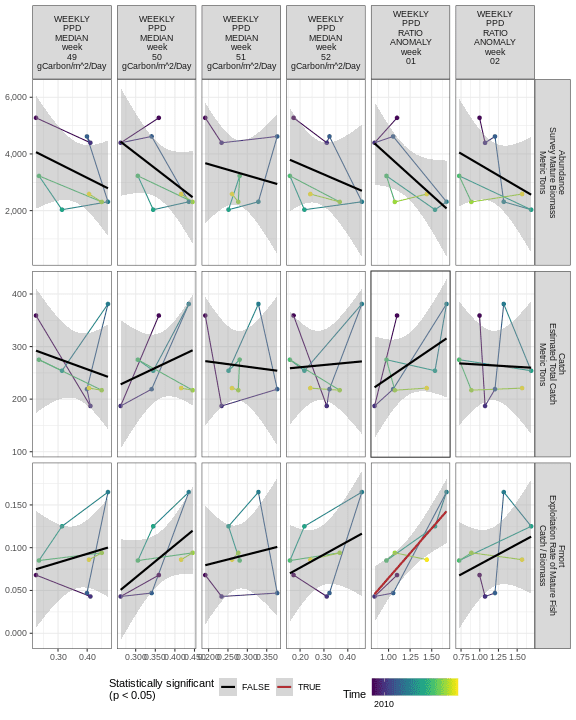 WEEKLY
PPD
MEDIAN
week
49
gCarbon/m^2/Day
WEEKLY
PPD
MEDIAN
week
50
gCarbon/m^2/Day
WEEKLY
PPD
MEDIAN
week
51
gCarbon/m^2/Day
WEEKLY
PPD
MEDIAN
week
52
gCarbon/m^2/Day
WEEKLY
PPD
RATIO
ANOMALY
week
01
WEEKLY
PPD
RATIO
ANOMALY
week
02
6,000
4,000
2,000
Abundance
Survey Mature Biomass
Metric Tons
400
300
200
100
Catch
Estimated Total Catch
Metric Tons
0.150
0.100
0.050
0.000
Fmort
Exploitation Rate of Mature Fish
Catch / Biomass
0.30 0.40
0.300 0.350 0.400 0.450
0.200 0.250 0.300 0.350
0.20 0.30 0.40
1.00 1.25 1.50
0.75 1.00 1.25 1.50
Statistically significant
(p < 0.05)
FALSE
TRUE
Time
2010